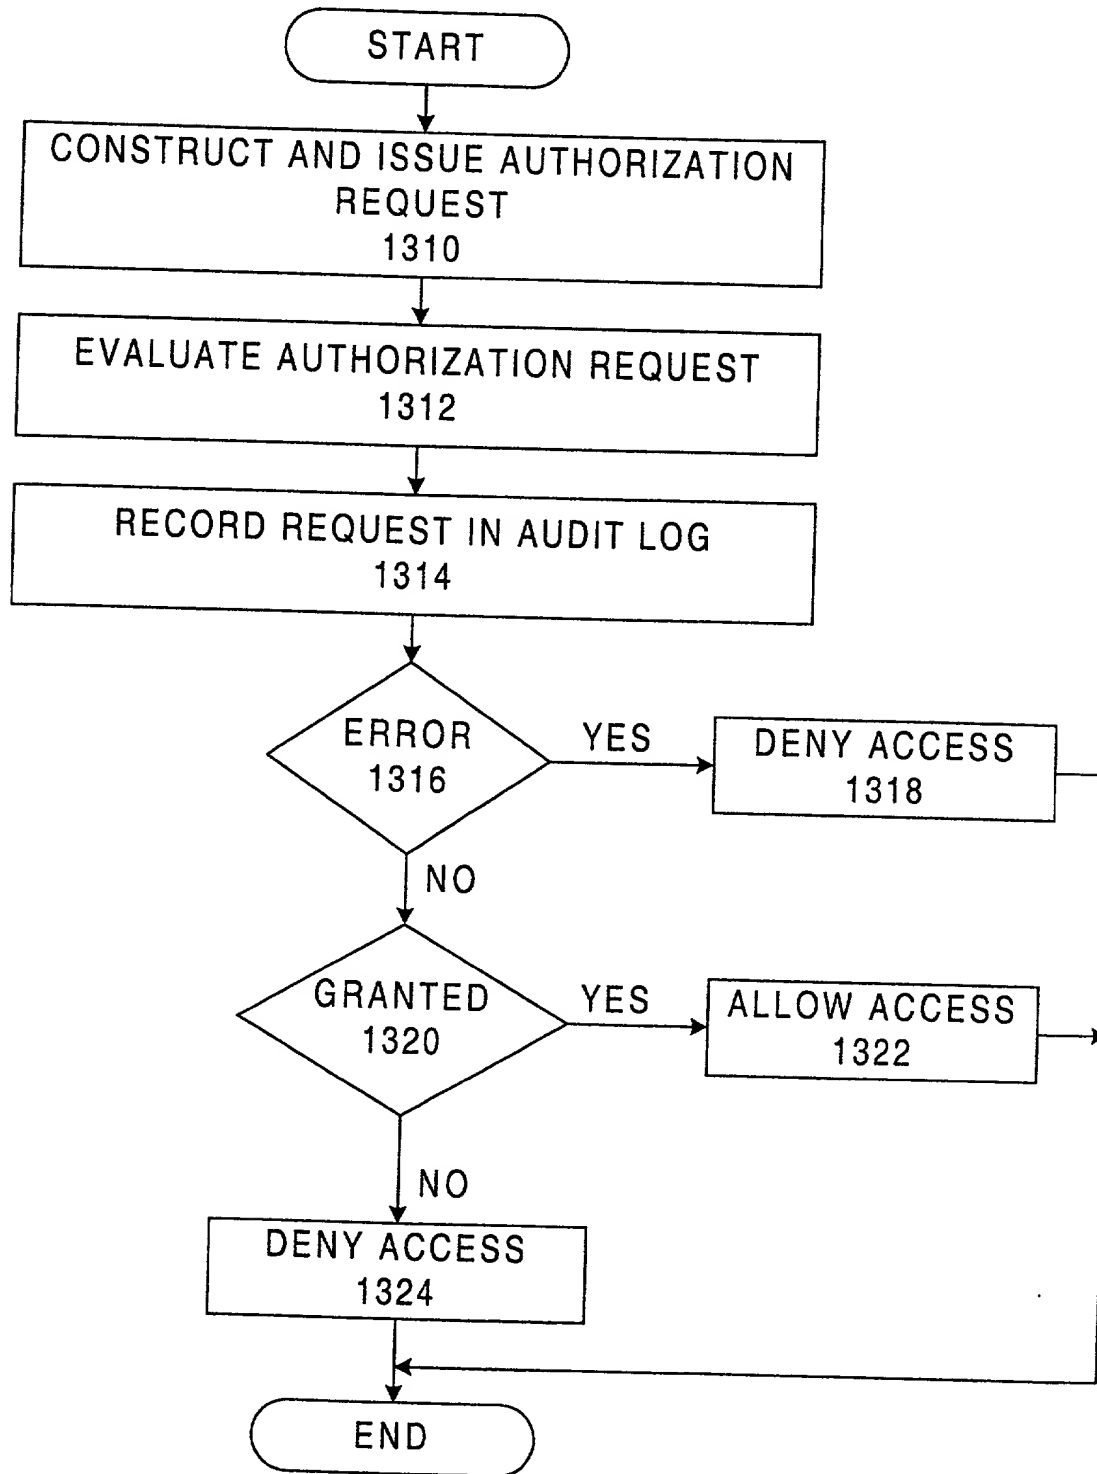 START
CONSTRUCT AND ISSUE AUTHORIZATION
REQUEST
1310
EVALUATE AUTHORIZATION REQUEST
1312
RECORD REQUEST IN AUDIT LOG
1314
ERROR
1316
YES
DENY ACCESS
1318
NO
GRANTED
1320
YES
ALLOW ACCESS
1322
NO
DENY ACCESS
1324
END